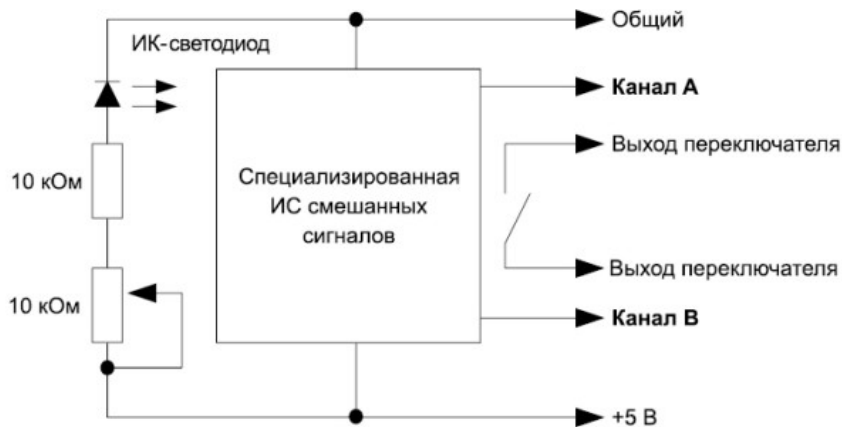 Общий
ИК-светодиод
Канал А
Выход переключателя
10 кОм
Специализированная
ИС смешанных
сигналов
Выход переключателя
10 кОм
Канал В
+5 В